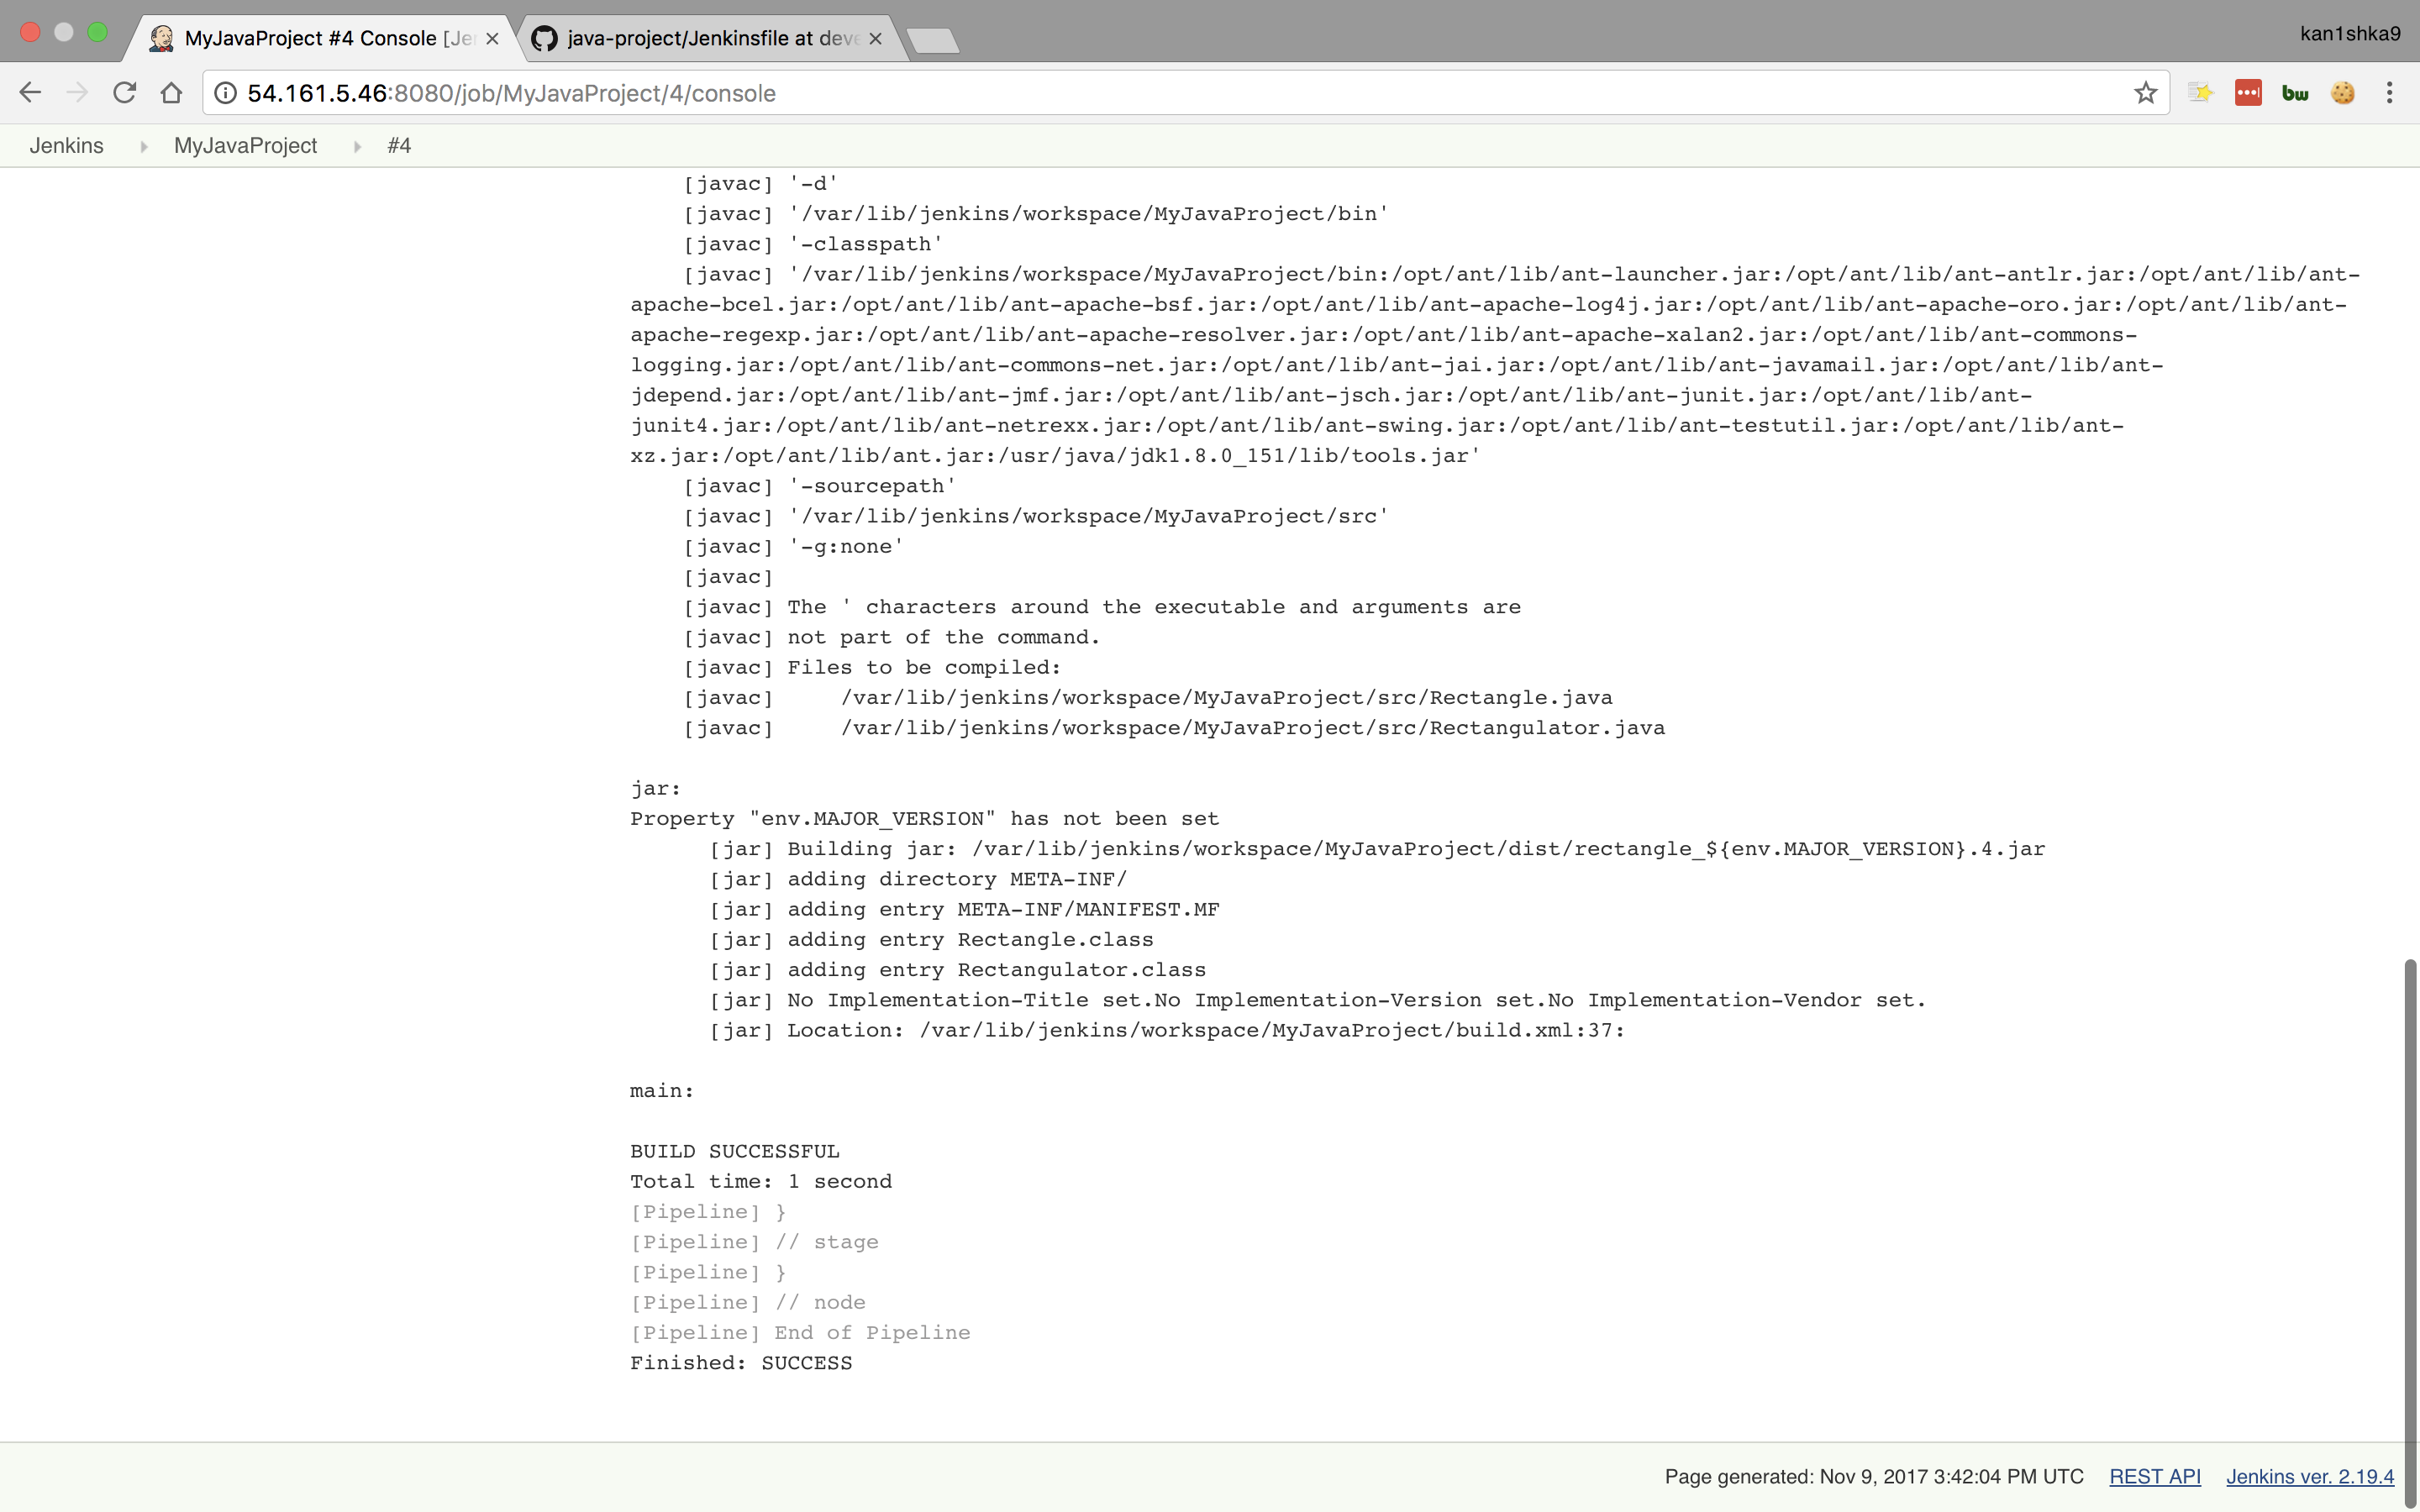 MyJavaProject #4 Console [Je
java-project/Jenkinsfile at deve
kan1shka9
54.161.5.46:8080/job/MyJavaProject/4/console
bw
Jenkins MyJavaProject #4
[javac] '-d'
[javac] '/var/lib/jenkins/workspace/MyJavaProject/bin'
[javac] '-classpath'
[javac] '/var/lib/jenkins/workspace/MyJavaProject/bin:/opt/ant/lib/ant-launcher.jar:/opt/ant/lib/ant-antlr.jar:/opt/ant/lib/ant-
apache-bcel.jar:/opt/ant/lib/ant-apache-bsf.jar:/opt/ant/lib/ant-apache-log4j.jar:/opt/ant/lib/ant-apache-oro.jar:/opt/ant/lib/ant-
apache-regexp.jar:/opt/ant/lib/ant-apache-resolver.jar:/opt/ant/lib/ant-apache-xalan2.jar:/opt/ant/lib/ant-commons-
logging.jar:/opt/ant/lib/ant-commons-net.jar:/opt/ant/lib/ant-jai.jar:/opt/ant/lib/ant-javamail.jar:/opt/ant/lib/ant-
jdepend.jar:/opt/ant/lib/ant-jmf.jar:/opt/ant/lib/ant-jsch.jar:/opt/ant/lib/ant-junit.jar:/opt/ant/lib/ant-
junit4.jar:/opt/ant/lib/ant-netrexx.jar:/opt/ant/lib/ant-swing.jar:/opt/ant/lib/ant-testutil.jar:/opt/ant/lib/ant-
xz.jar:/opt/ant/lib/ant.jar:/usr/java/jdk1.8.0_151/lib/tools.jar'
[javac] '-sourcepath'
[javac] '/var/lib/jenkins/workspace/MyJavaProject/src'
[javac] '-g:none'
[javac]
[javac] The ' characters around the executable and arguments are
[javac] not part of the command.
[javac] Files to be compiled:
[javac]     /var/lib/jenkins/workspace/MyJavaProject/src/Rectangle.java
[javac]     /var/lib/jenkins/workspace/MyJavaProject/src/Rectangulator.java
jar:
Property "env.MAJOR_VERSION" has not been set
[jar] Building jar: /var/lib/jenkins/workspace/MyJavaProject/dist/rectangle_${env.MAJOR_VERSION}.4.jar
[jar] adding directory META-INF/
[jar] adding entry META-INF/MANIFEST.MF
[jar] adding entry Rectangle.class
[jar] adding entry Rectangulator.class
[jar] No Implementation-Title set.No Implementation-Version set.No Implementation-Vendor set.
[jar] Location: /var/lib/jenkins/workspace/MyJavaProject/build.xml:37:
main:
BUILD SUCCESSFUL
Total time: 1 second
[Pipeline] }
[Pipeline] // stage
[Pipeline] }
[Pipeline] // node
[Pipeline] End of Pipeline
Finished: SUCCESS
Page generated: Nov 9, 2017 3:42:04 PM UTC REST API Jenkins ver. 2.19.4